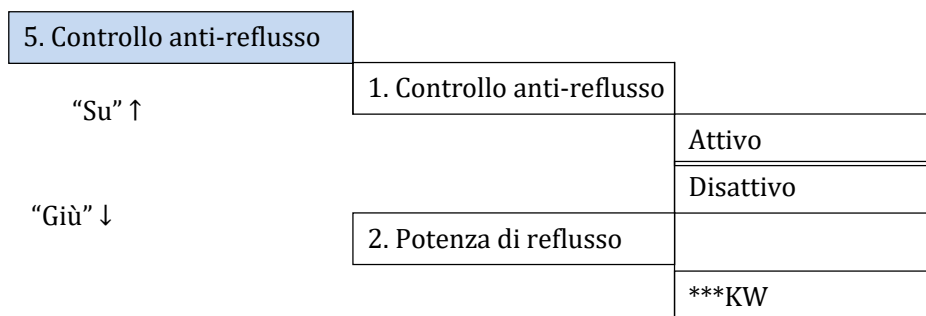 5. Controllo anti-reflusso
1. Controllo anti-reflusso
“Su” ↑
Attivo
Disattivo
“Giù” ↓
2. Potenza di reflusso
***KW